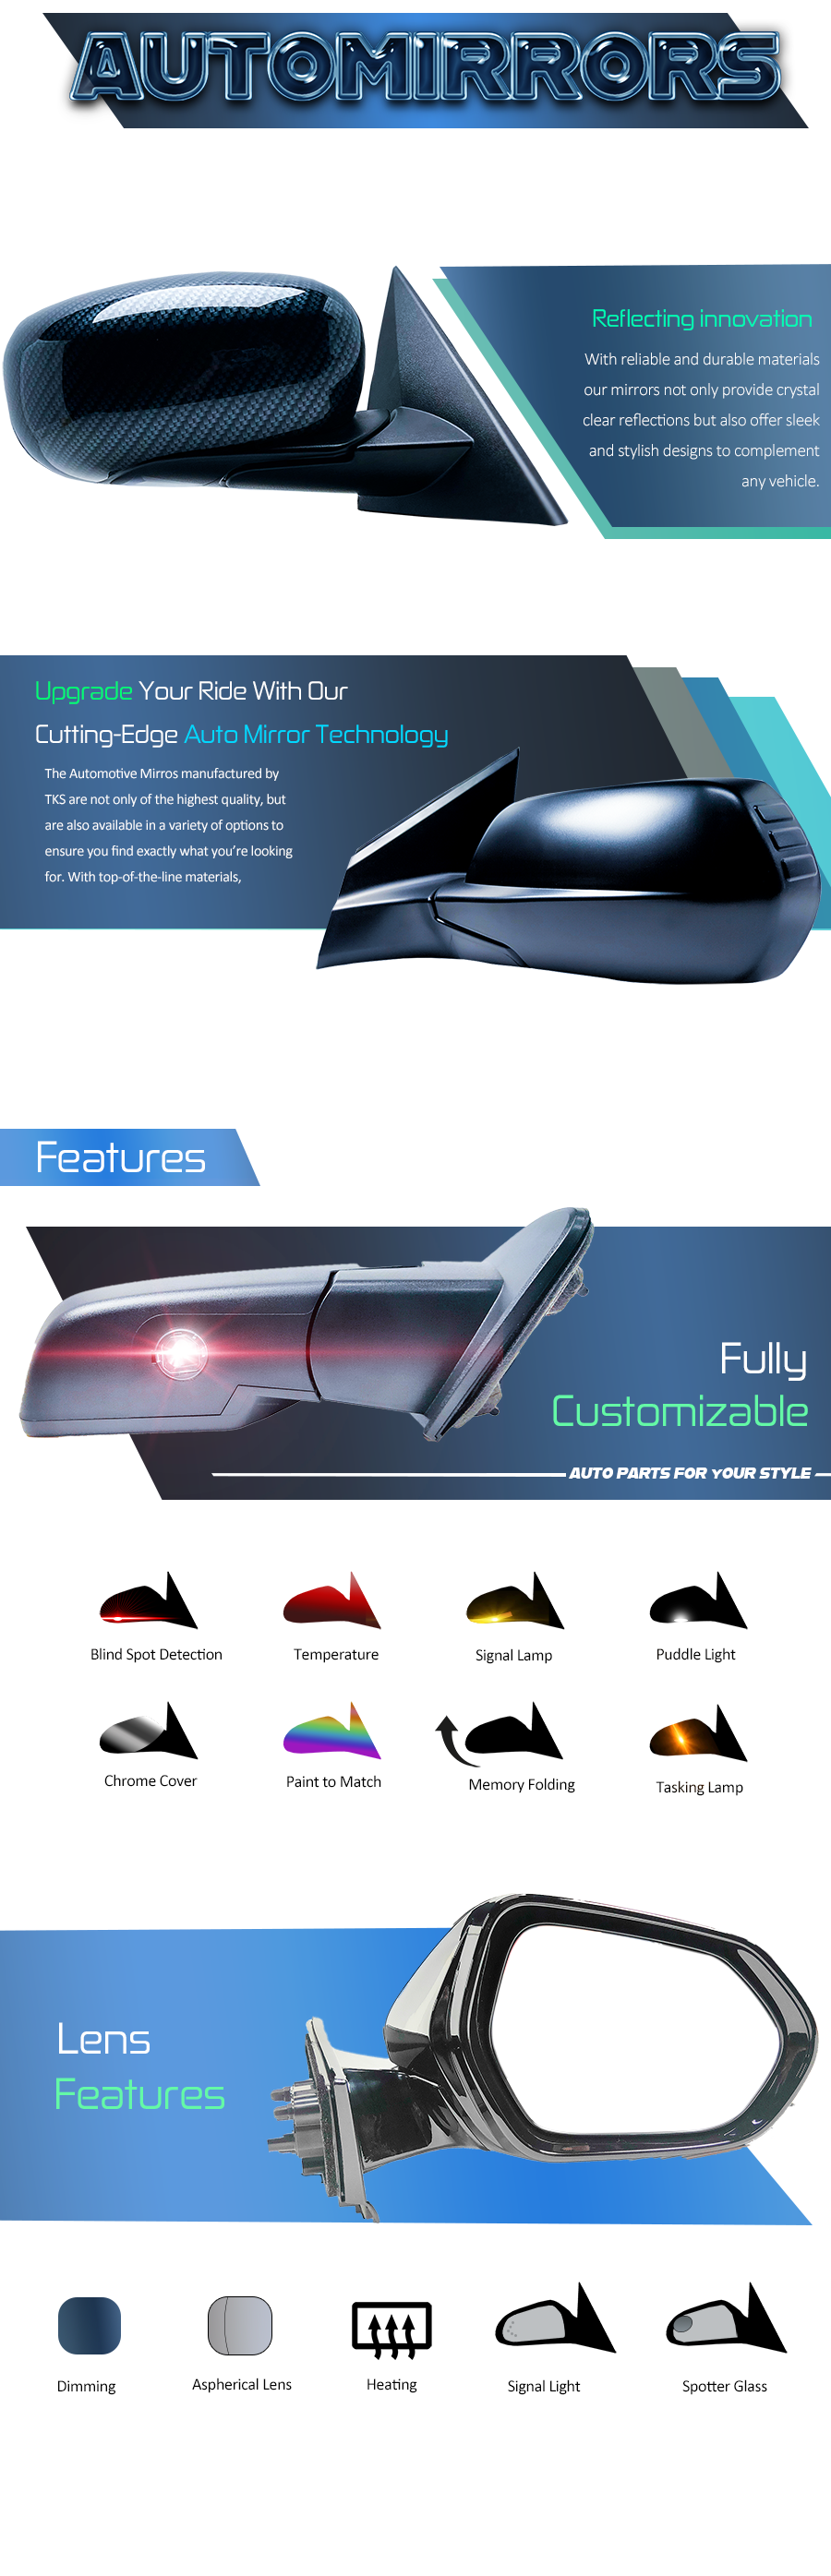 AUTOMIRRORS
Reflecting innovation
With reliable and durable materials
our mirrors not only provide crystal
clear reflections but also offer sleek
and stylish designs to complement
any vehicle.
Upgrade Your Ride With Our
Cutting-Edge Auto Mirror Technology
The Automotive Mirros manufactured by
TKS are not only of the highest quality, but
are also available in a variety of options to
ensure you find exactly what you're looking
for. With top-of-the-line materials,
Features
Fully
Customizable
AUTO PARTS FOR YOUR STYLE
Blind Spot Detection
Temperature
Signal Lamp
Puddle Light
Chrome Cover
Paint to Match
Memory Folding
Tasking Lamp
Lens
Features
Dimming
Aspherical Lens
Heating
Signal Light
Spotter Glass